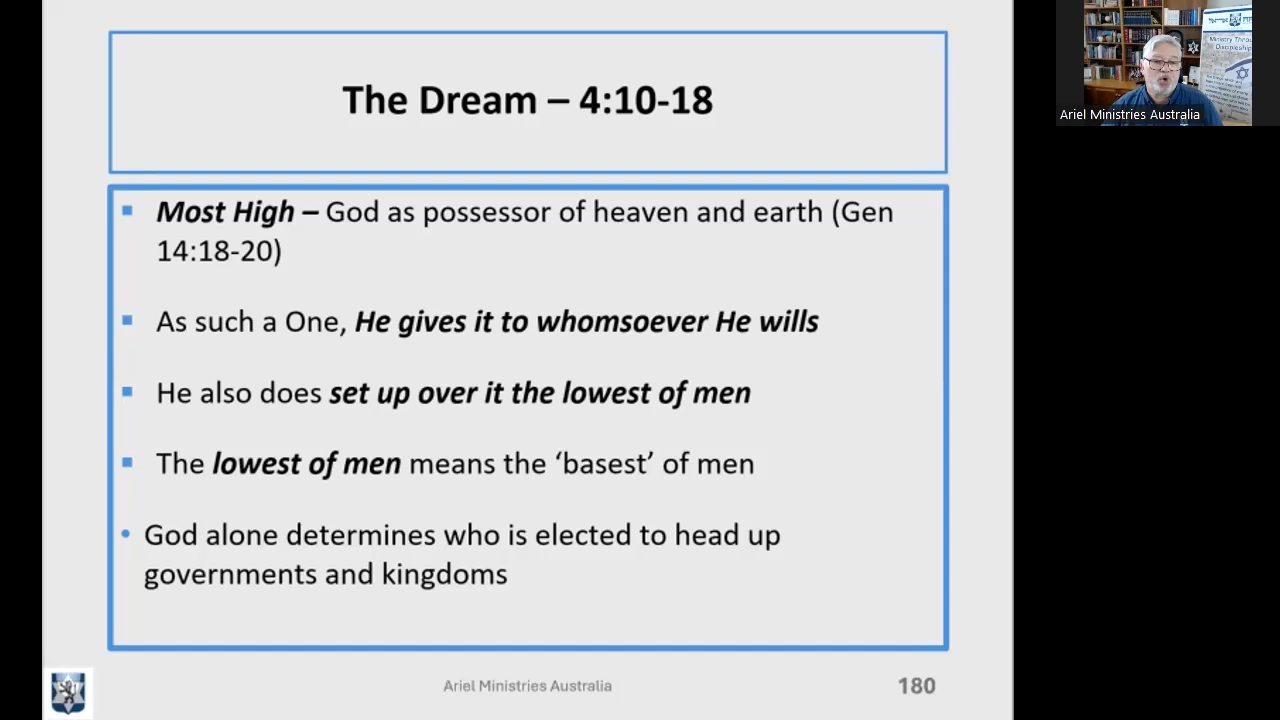 The Dream – 4:10-18
▪ Most High – God as possessor of heaven and earth (Gen
14:18-20)
▪ As such a One, He gives it to whomsoever He wills
▪ He also does set up over it the lowest of men
▪ The lowest of men means the ‘basest’ of men
• God alone determines who is elected to head up
governments and kingdoms
Ariel Ministries Australia
180
Ministry Through
Discipleship
Ariel Ministries Australia